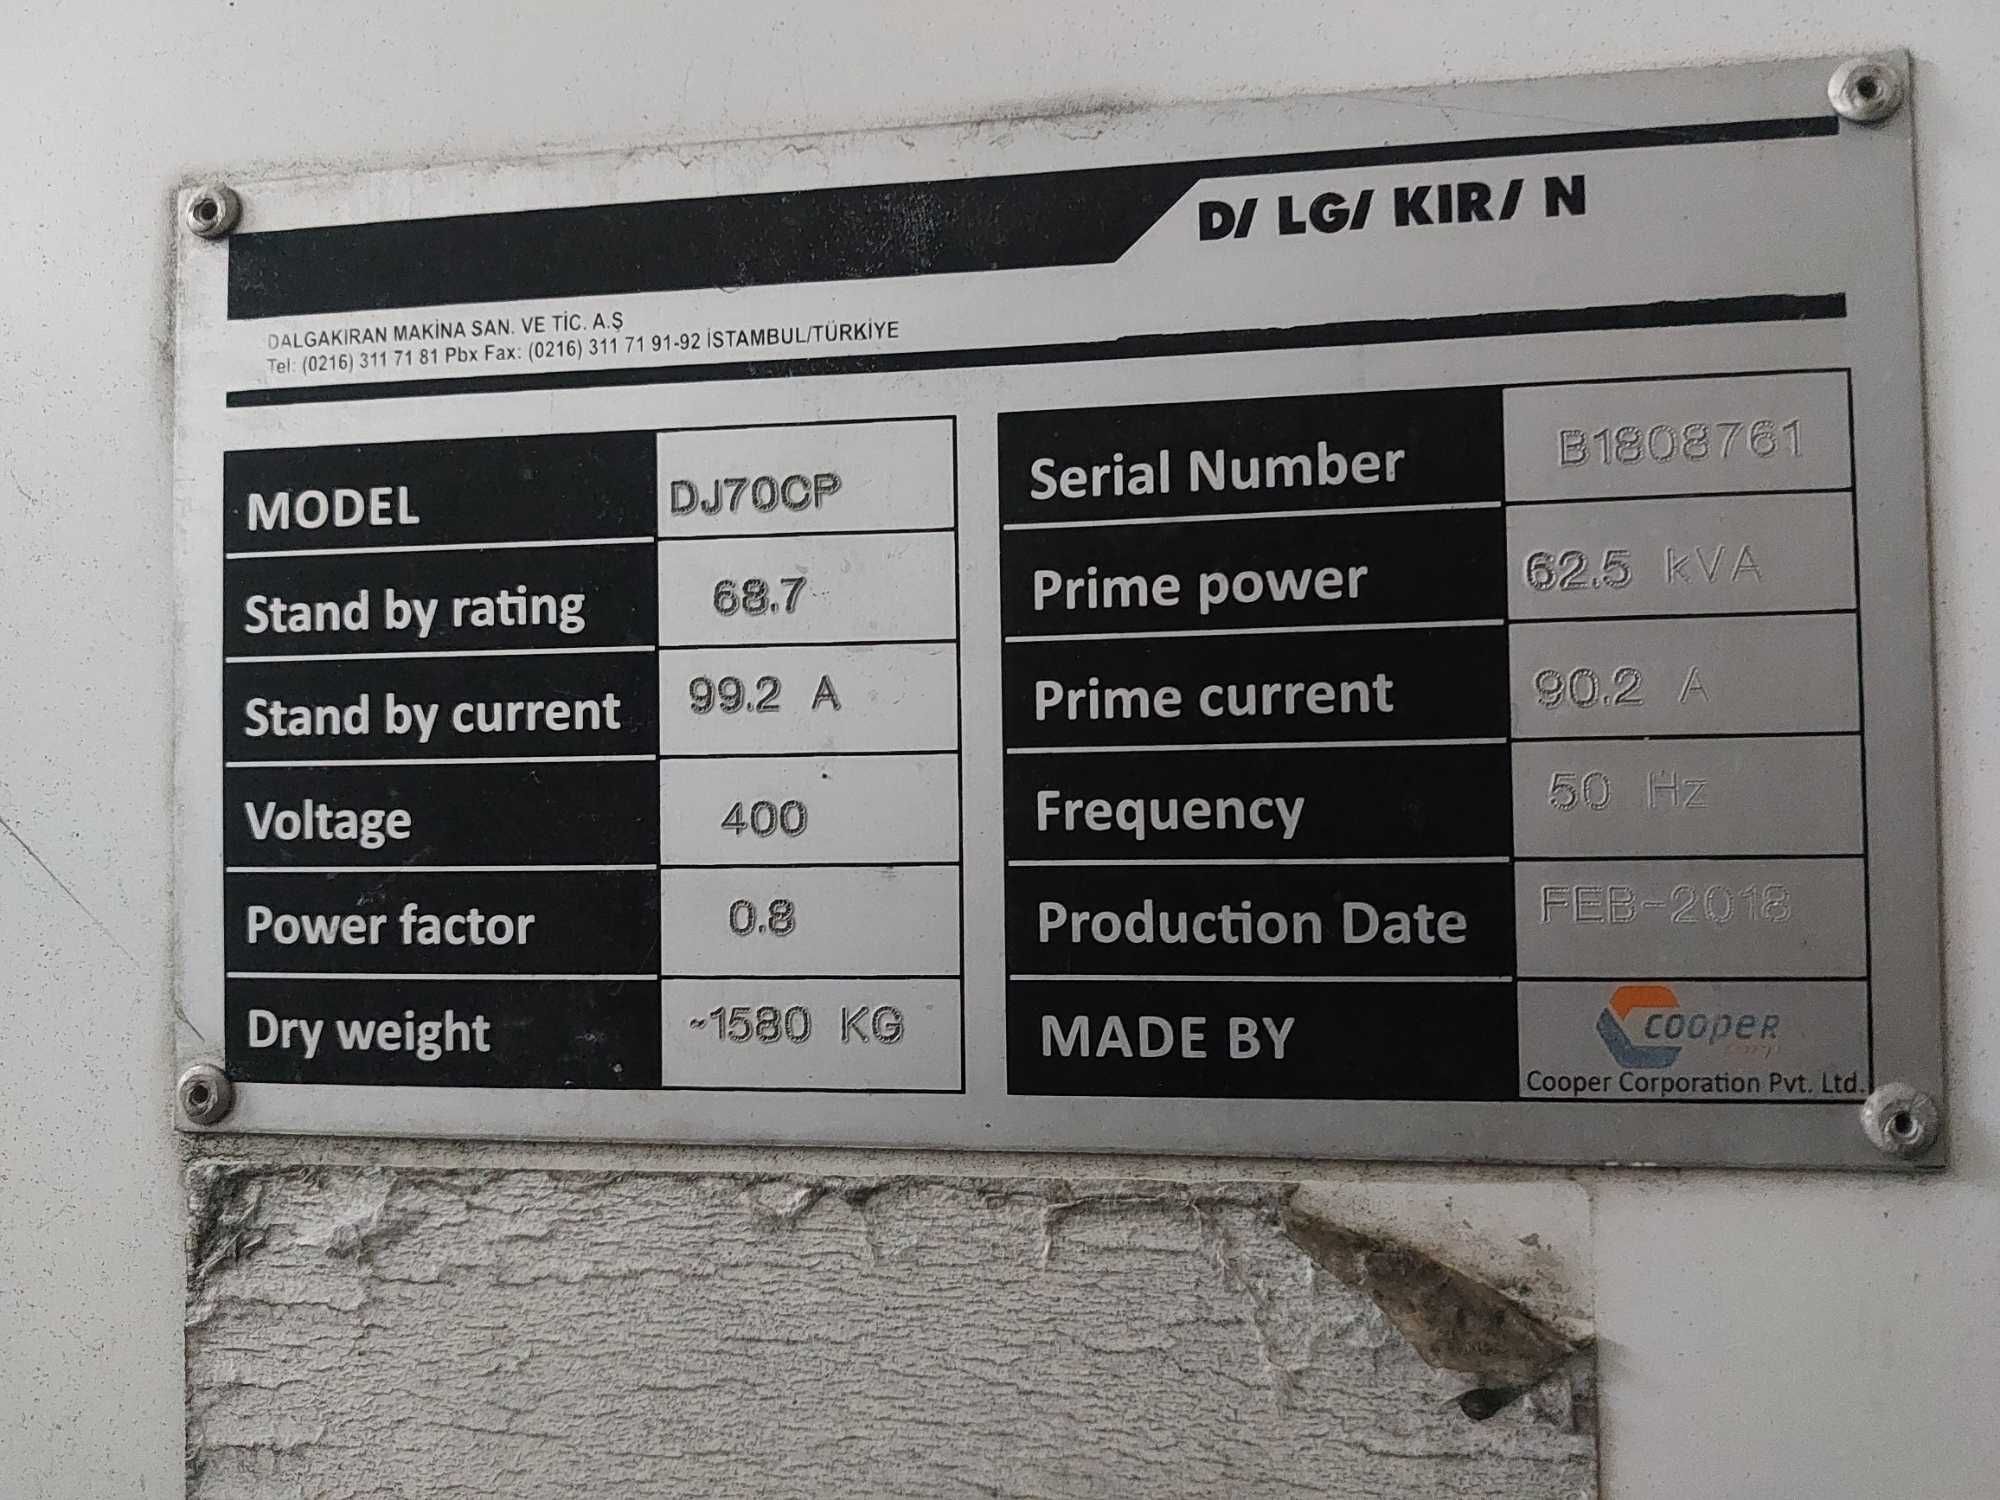 D/ LG/ KIR/ N
DALGAKIRAN MAKİNA SAN. VE TİC. A.Ş
Tel: (0216) 311 71 81 Pbx Fax: (0216) 311 71 91-92 İSTAMBUL/TÜRKİYE
MODEL DJ70CP
Stand by rating 68.7
Stand by current 99.2 A
Voltage 400
Power factor 0.8
Dry weight ~1580 KG
Serial Number B1808761
Prime power 62.5 kVA
Prime current 90.2 A
Frequency 50 Hz
Production Date FEB-2018
MADE BY cooper
Cooper Corporation Pvt. Ltd.